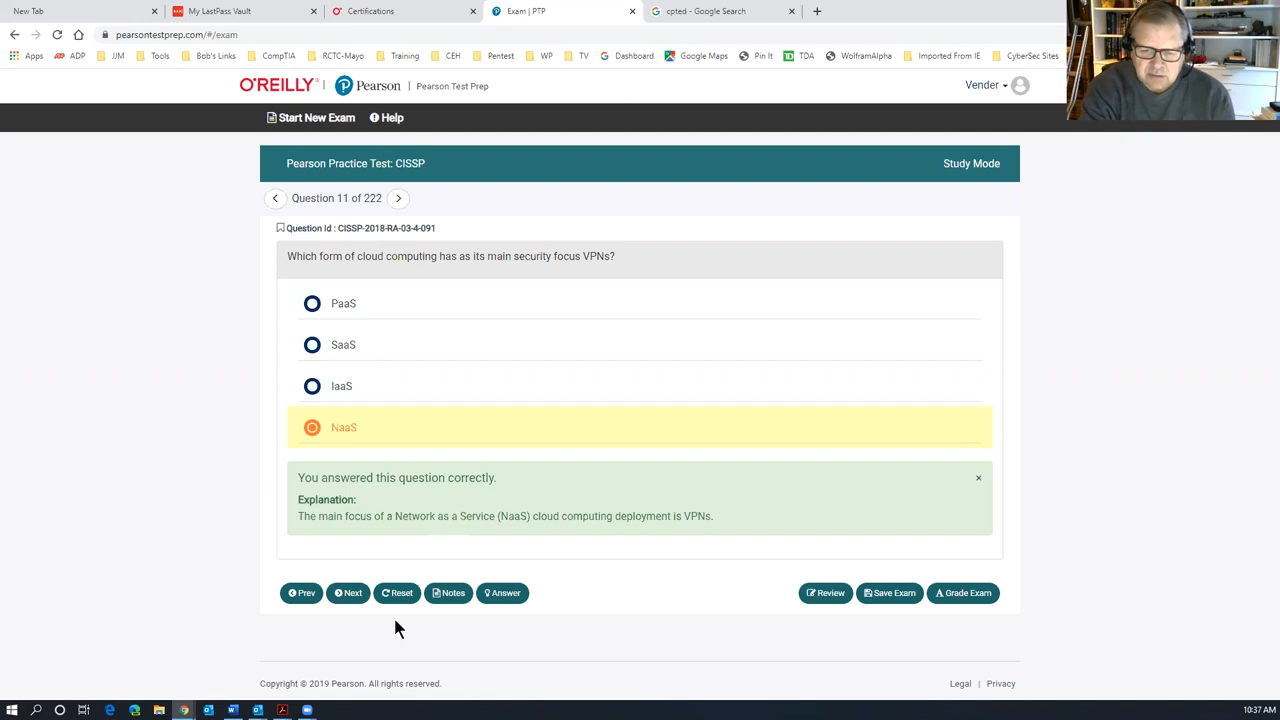 New Tab
My LastPass Vault
Certifications
Exam | PTP
cpted - Google Search
pearsontestprep.com/#/exam
Apps ADP JJM Tools Bob's Links CompTIA RCTC-Mayo Training CEH Pentest WP TV Dashboard Google Maps Pin It TDA WolframAlpha Imported From IE CyberSec Sites
O'REILLY Pearson Pearson Test Prep Vender
Start New Exam Help
Pearson Practice Test: CISSP Study Mode
Question 11 of 222
Question Id : CISSP-2018-RA-03-4-091
Which form of cloud computing has as its main security focus VPNs?
PaaS
SaaS
IaaS
NaaS
You answered this question correctly.
Explanation:
The main focus of a Network as a Service (NaaS) cloud computing deployment is VPNs.
Prev Next Reset Notes Answer Review Save Exam Grade Exam
Copyright © 2019 Pearson. All rights reserved. Legal | Privacy
10:37 AM